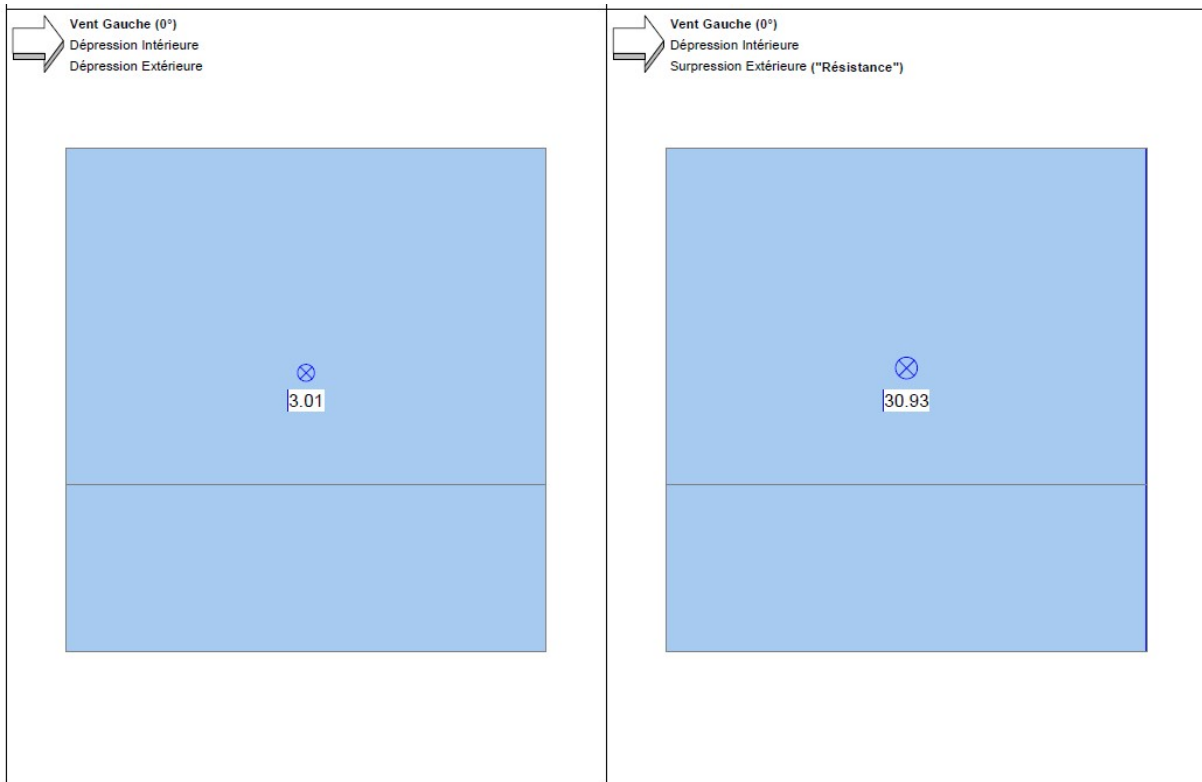 Vent Gauche (0°)
Dépression Intérieure
Dépression Extérieure
3.01
Vent Gauche (0°)
Dépression Intérieure
Surpression Extérieure ("Résistance")
30.93